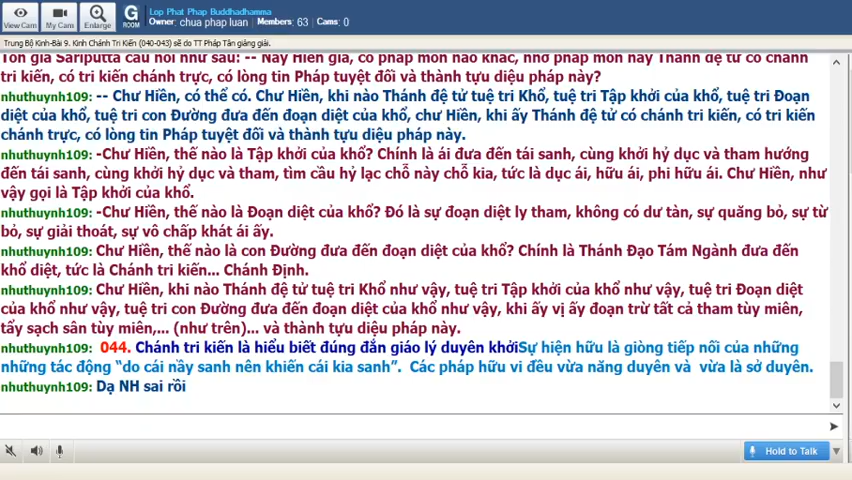 Lop Phat Phap Buddhadhamma
Owner: chua phap luan | Members: 63 | Cams: 0
View Cam
My Cam
Enlarge
G
ROOM
Trung Bộ Kinh-Bài 9. Kinh Chánh Tri Kiến (040-043) sẽ do TT Pháp Tân giảng giải.
Tôn giả Sariputta câu hỏi như sau: -- Này Hiền giả, có pháp môn nào khác, nhờ pháp môn này Thánh đệ tử có chánh
tri kiến, có tri kiến chánh trực, có lòng tin Pháp tuyệt đối và thành tựu diệu pháp này?
nhuthuynh109: -- Chư Hiền, có thể có. Chư Hiền, khi nào Thánh đệ tử tuệ tri Khổ, tuệ tri Tập khởi của khổ, tuệ tri Đoạn
diệt của khổ, tuệ tri con Đường đưa đến đoạn diệt của khổ, chư Hiền, khi ấy Thánh đệ tử có chánh tri kiến, có tri kiến
chánh trực, có lòng tin Pháp tuyệt đối và thành tựu diệu pháp này.
nhuthuynh109: -Chư Hiền, thế nào là Tập khởi của khổ? Chính là ái đưa đến tái sanh, cùng khởi hỷ dục và tham hướng
đến tái sanh, cùng khởi hỷ dục và tham, tìm cầu hỷ lạc chỗ này chỗ kia, tức là dục ái, hữu ái, phi hữu ái. Chư Hiền, như
vậy gọi là Tập khởi của khổ.
nhuthuynh109: -Chư Hiền, thế nào là Đoạn diệt của khổ? Đó là sự đoạn diệt ly tham, không có dư tàn, sự quăng bỏ, sự từ
bỏ, sự giải thoát, sự vô chấp khát ái ấy.
nhuthuynh109: Chư Hiền, thế nào là con Đường đưa đến đoạn diệt của khổ? Chính là Thánh Đạo Tám Ngành đưa đến
khổ diệt, tức là Chánh tri kiến... Chánh Định.
nhuthuynh109: Chư Hiền, khi nào Thánh đệ tử tuệ tri Khổ như vậy, tuệ tri Tập khởi của khổ như vậy, tuệ tri Đoạn diệt
của khổ như vậy, tuệ tri con Đường đưa đến đoạn diệt của khổ như vậy, khi ấy vị ấy đoạn trừ tất cả tham tùy miên,
tẩy sạch sân tùy miên,... (như trên)... và thành tựu diệu pháp này.
nhuthuynh109: 044. Chánh tri kiến là hiểu biết đúng đắn giáo lý duyên khởiSự hiện hữu là giòng tiếp nối của những
những tác động “do cái nầy sanh nên khiến cái kia sanh”. Các pháp hữu vi đều vừa năng duyên và vừa là sở duyên.
nhuthuynh109: Dạ NH sai rồi
Hold to Talk